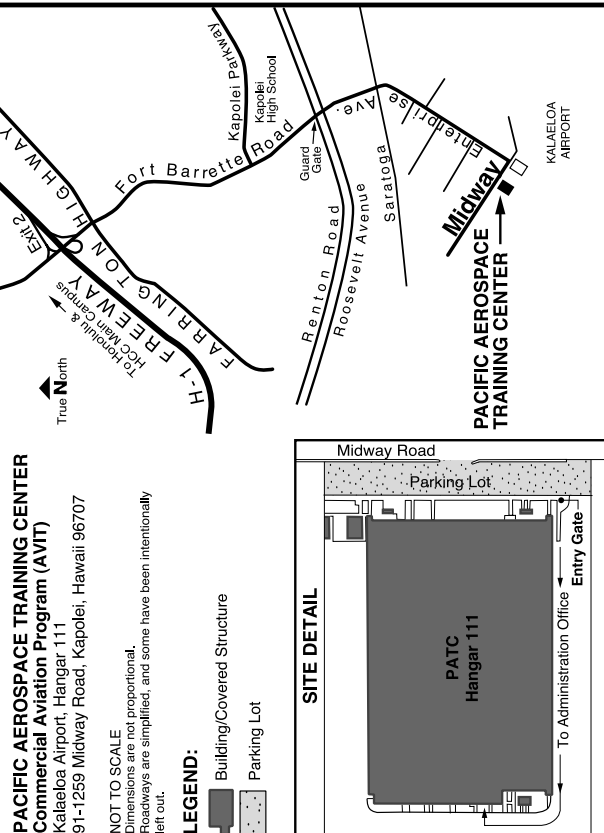 PACIFIC AEROSPACE TRAINING CENTER
Commercial Aviation Program (AVIT)
Kalaeloa Airport, Hangar 111
91-1259 Midway Road, Kapolei, Hawaii 96707
NOT TO SCALE
Dimensions are not proportional.
Roadways are simplified, and some have been intentionally
left out.
LEGEND:
Building/Covered Structure
Parking Lot
True North
To Honolulu &
HCC Main Campus
H-1 FREEWAY
FARRINGTON HIGHWAY
Exit 2
Fort Barrette Road
Kapolei Parkway
Kapolei
High School
Guard
Gate
Renton Road
Roosevelt Avenue
Saratoga
Enterprise Ave.
Midway
KALAELOA
AIRPORT
PACIFIC AEROSPACE
TRAINING CENTER
SITE DETAIL
Midway Road
Parking Lot
PATC
Hangar 111
Entry Gate
To Administration Office